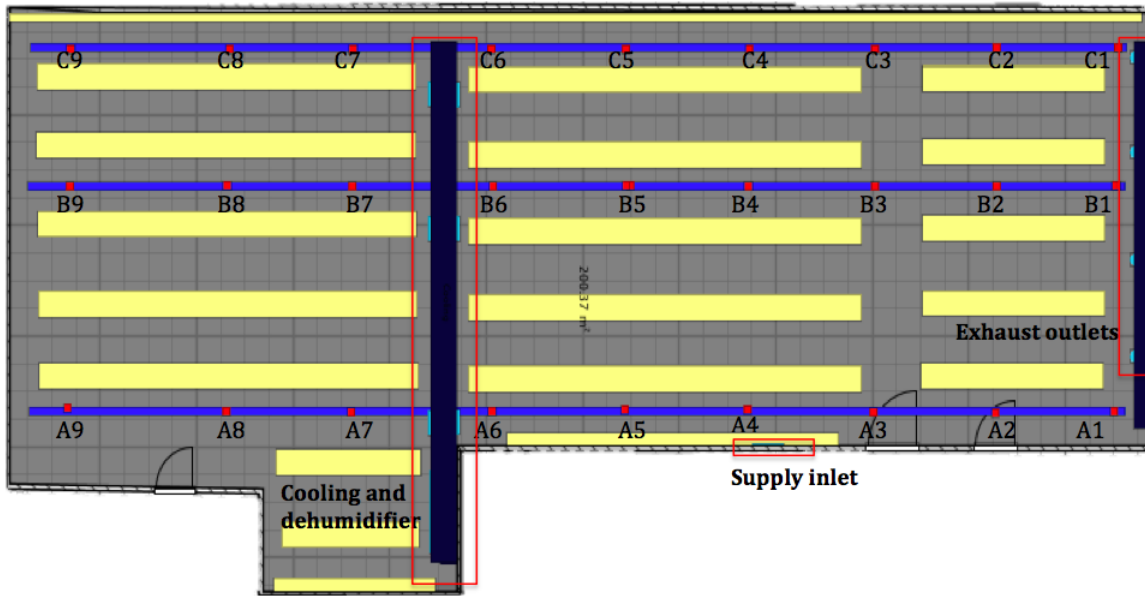 C9 C8 C7 C6 C5 C4 C3 C2 C1
B9 B8 B7 B6 B5 B4 B3 B2 B1
200.37 m²
Exhaust outlets
A9 A8 A7 A6 A5 A4 A3 A2 A1
Supply inlet
Cooling and
dehumidifier